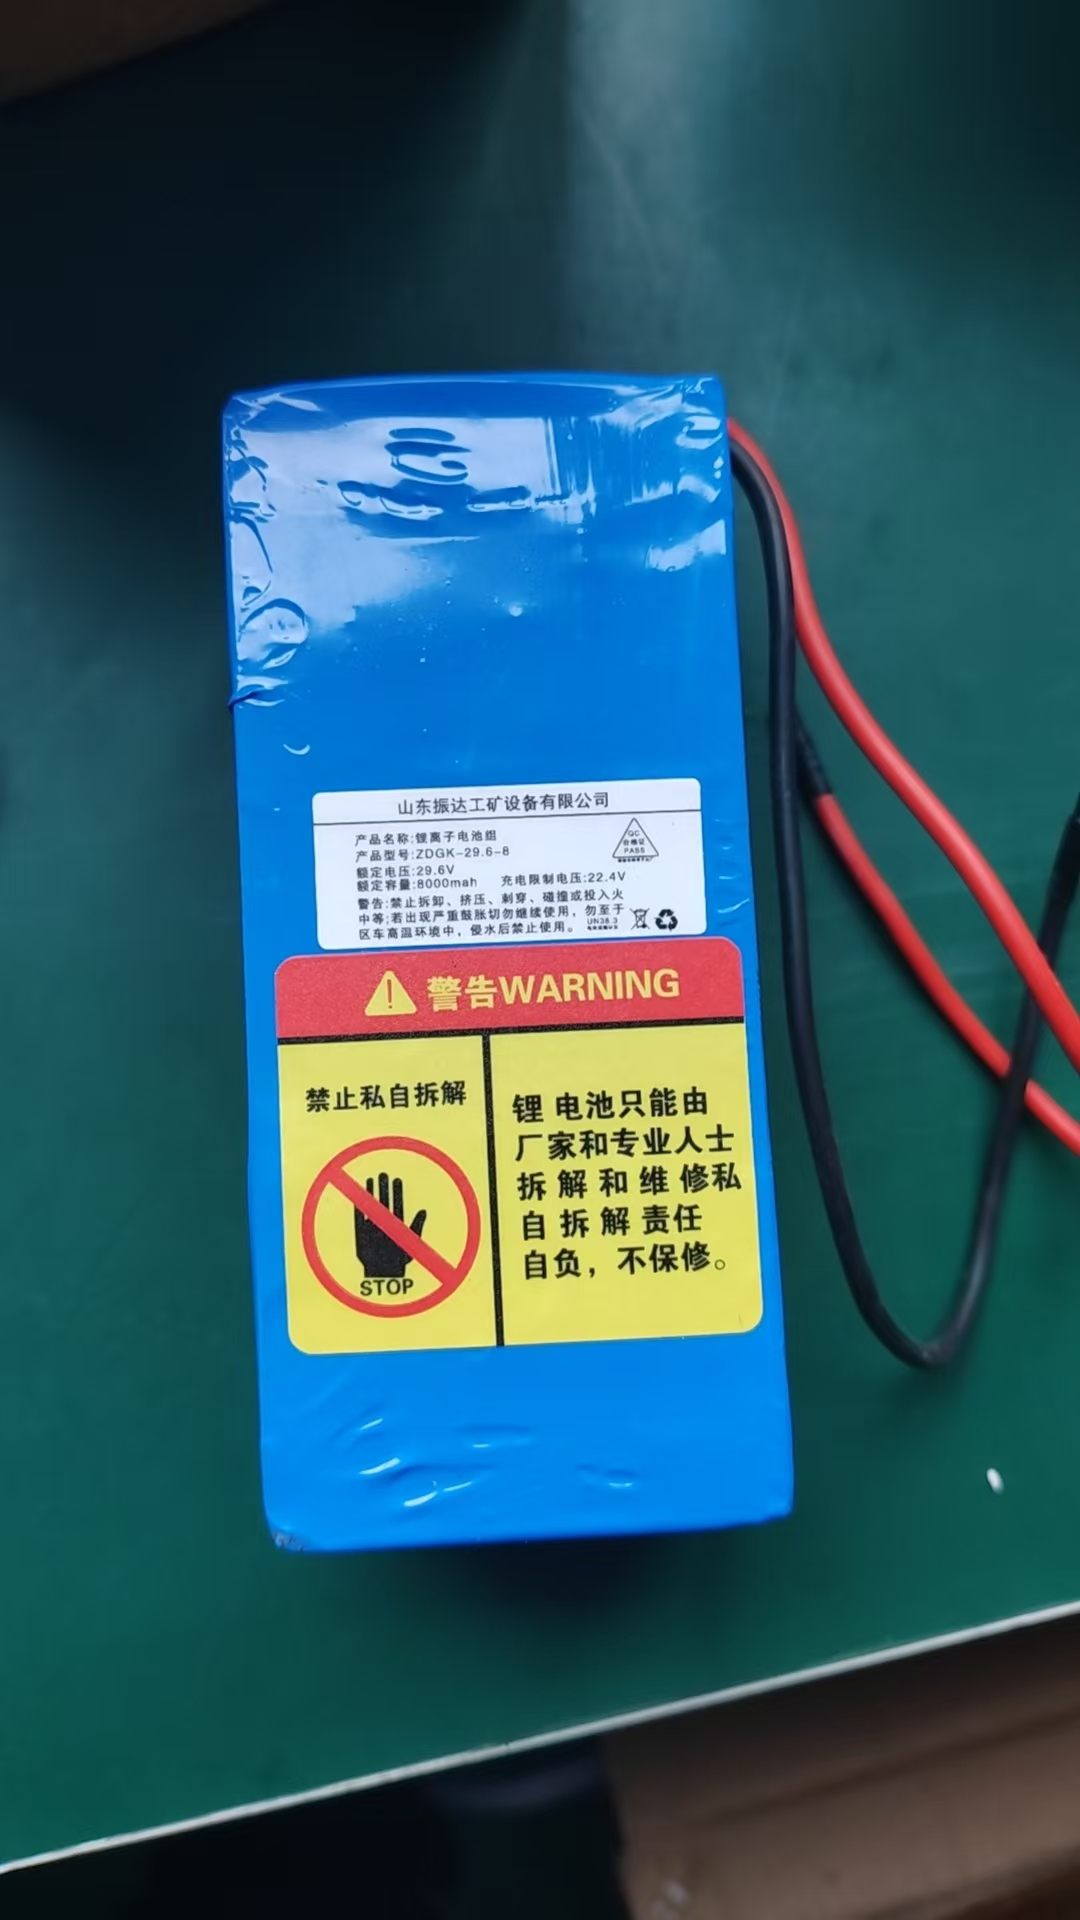 山东振达工矿设备有限公司
产品名称:锂离子电池组
产品型号:ZDGK-29.6-8
额定电压:29.6V
额定容量:8000mah 充电限制电压:22.4V
警告:禁止拆卸、挤压、刺穿、碰撞或投入火
中等;若出现严重鼓胀切勿继续使用，勿至于
区车高温环境中，侵水后禁止使用。
QC
合格证
PASS
UN38.3
警告WARNING
禁止私自拆解
STOP
锂 电池只能由
厂家和专业人士
拆 解 和 维 修私
自 拆 解 责任
自负，不保修。